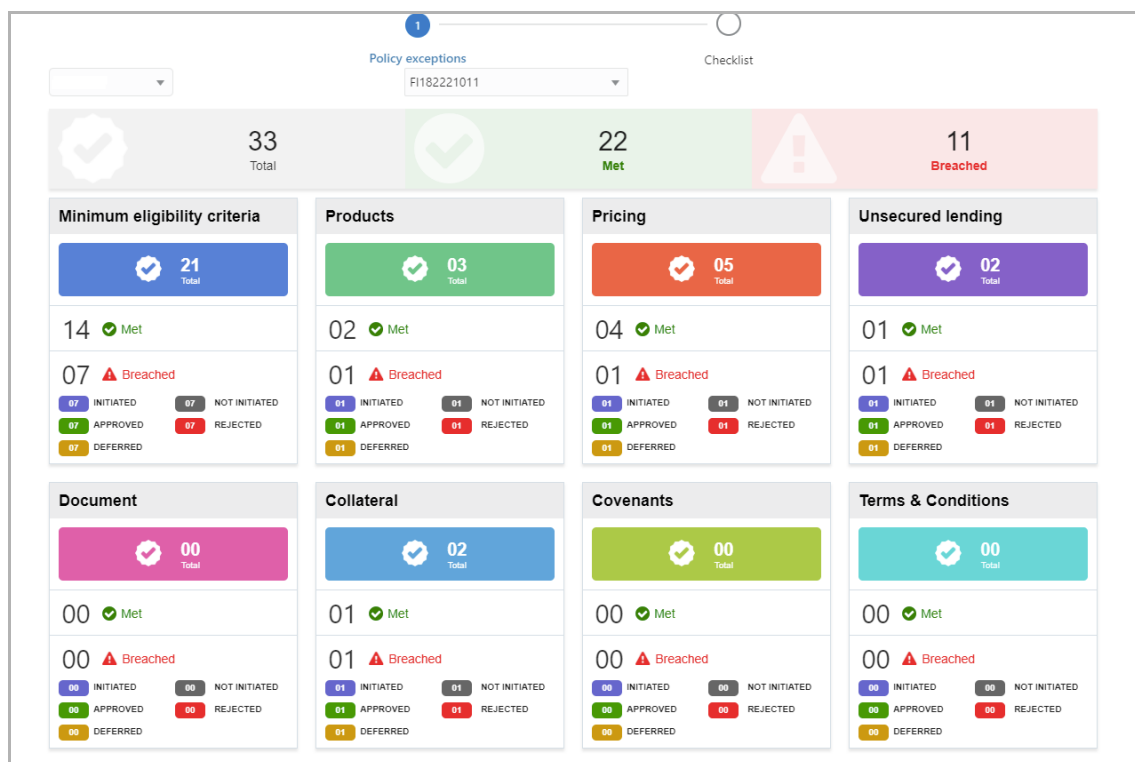 1
Policy exceptions
Checklist
FI182221011
33
Total
22
Met
11
Breached
Minimum eligibility criteria
21
Total
14 Met
07 Breached
07 INITIATED 07 NOT INITIATED
07 APPROVED 07 REJECTED
07 DEFERRED
Products
03
Total
02 Met
01 Breached
01 INITIATED 01 NOT INITIATED
01 APPROVED 01 REJECTED
01 DEFERRED
Pricing
05
Total
04 Met
01 Breached
01 INITIATED 01 NOT INITIATED
01 APPROVED 01 REJECTED
01 DEFERRED
Unsecured lending
02
Total
01 Met
01 Breached
01 INITIATED 01 NOT INITIATED
01 APPROVED 01 REJECTED
01 DEFERRED
Document
00
Total
00 Met
00 Breached
00 INITIATED 00 NOT INITIATED
00 APPROVED 00 REJECTED
00 DEFERRED
Collateral
02
Total
01 Met
01 Breached
01 INITIATED 01 NOT INITIATED
01 APPROVED 01 REJECTED
01 DEFERRED
Covenants
00
Total
00 Met
00 Breached
00 INITIATED 00 NOT INITIATED
00 APPROVED 00 REJECTED
00 DEFERRED
Terms & Conditions
00
Total
00 Met
00 Breached
00 INITIATED 00 NOT INITIATED
00 APPROVED 00 REJECTED
00 DEFERRED